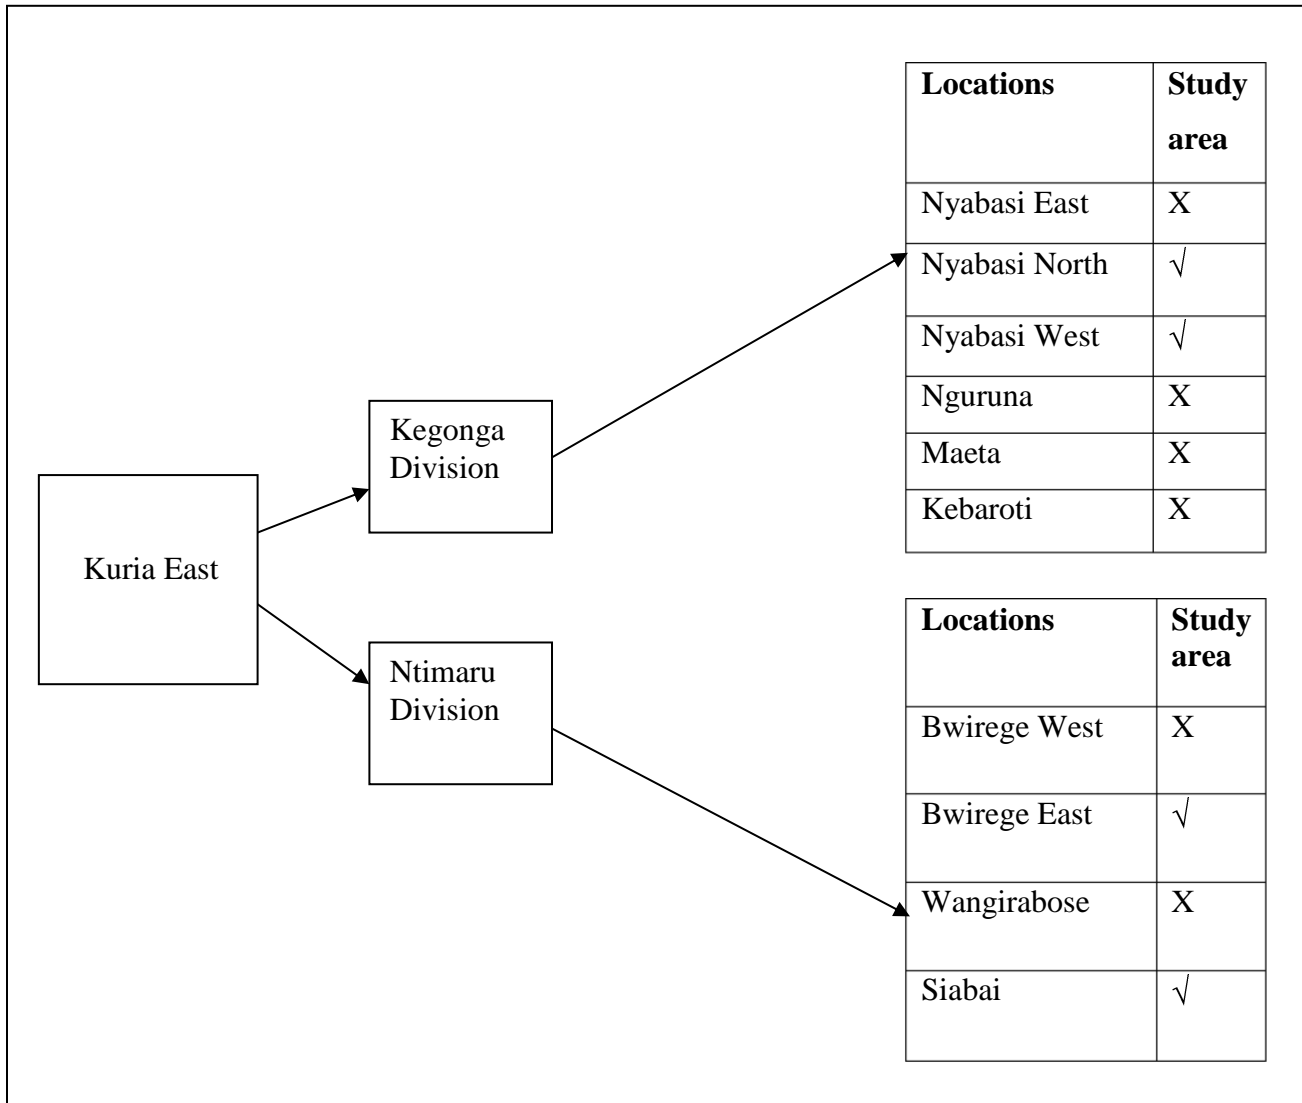 Kuria East
Kegonga
Division
Ntimaru
Division
Locations Study
area
Nyabasi East X
Nyabasi North √
Nyabasi West √
Nguruna X
Maeta X
Kebaroti X
Locations Study
area
Bwirege West X
Bwirege East √
Wangirabose X
Siabai √